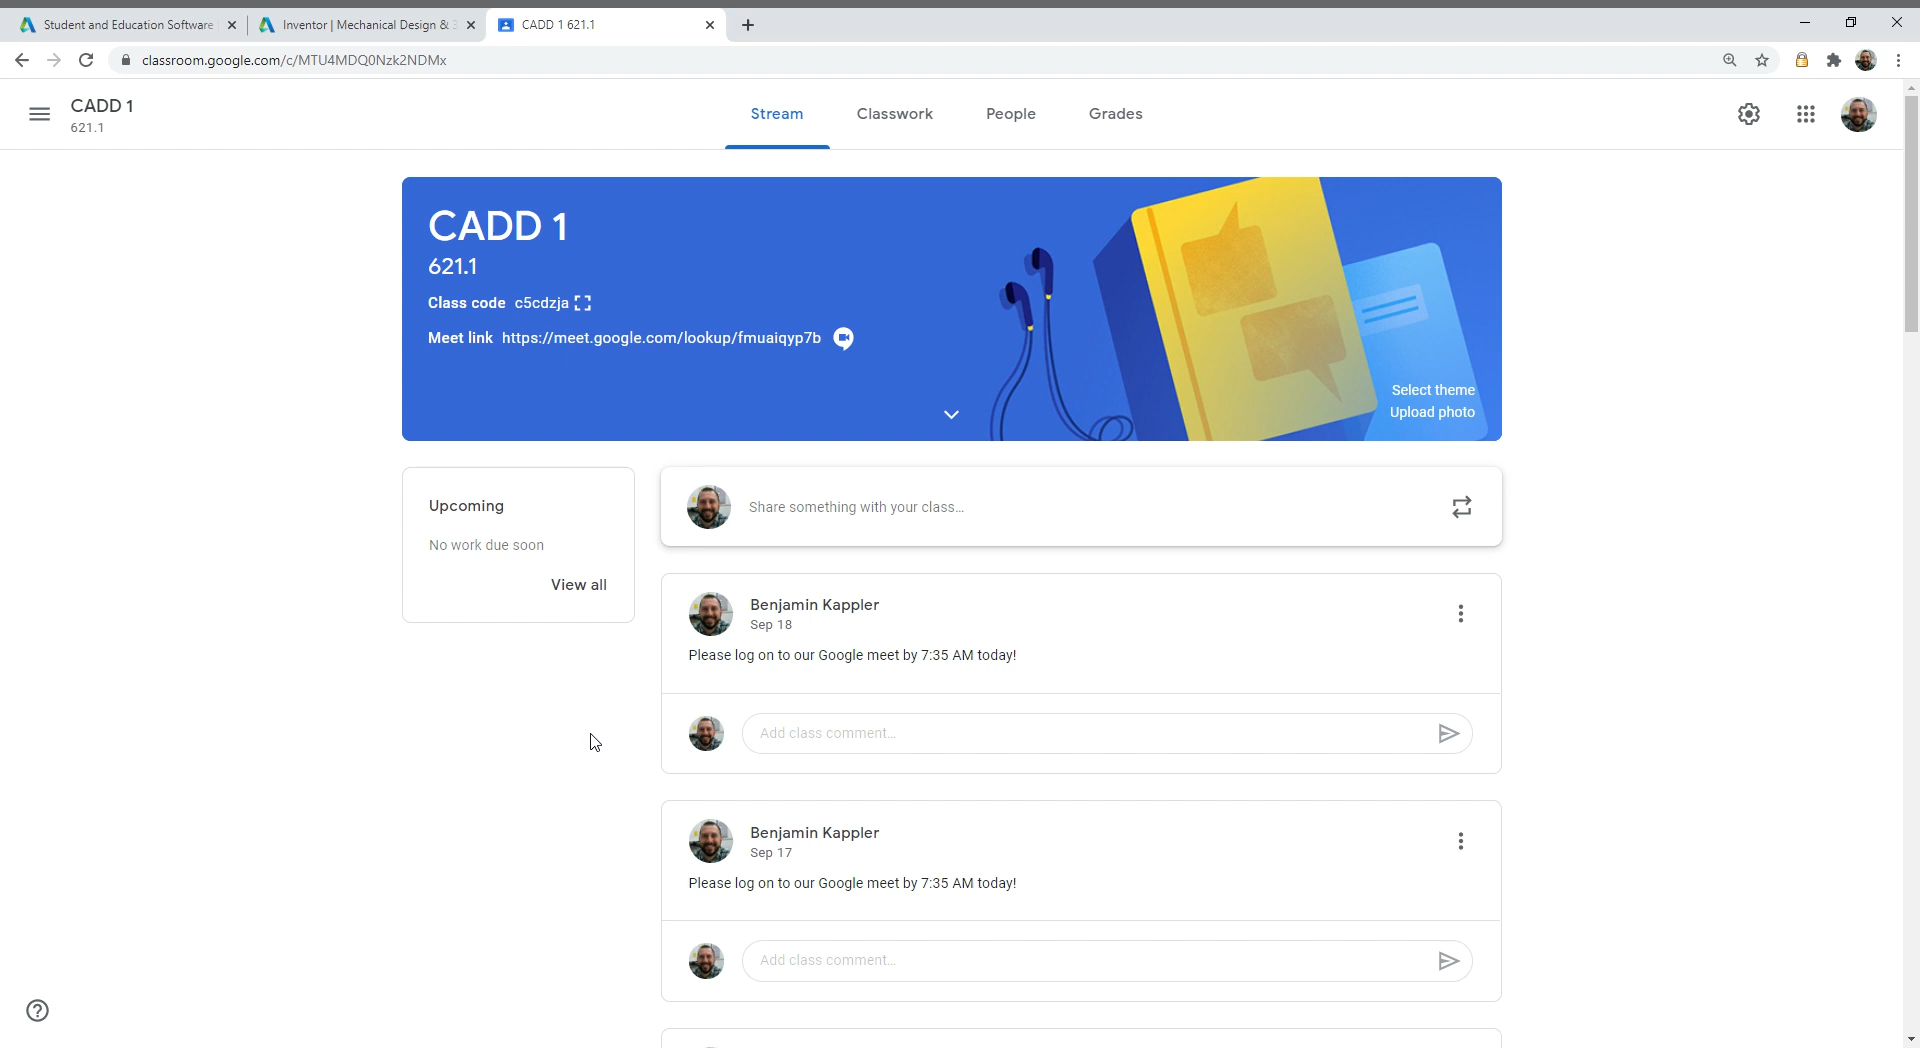 Student and Education Software
Inventor | Mechanical Design & 3
CADD 1 621.1
classroom.google.com/c/MTU4MDQ0Nzk2NDMx
CADD 1
621.1
Stream
Classwork
People
Grades
CADD 1
621.1
Class code c5cdzja
Meet link https://meet.google.com/lookup/fmuaiqyp7b
Select theme
Upload photo
Upcoming
No work due soon
View all
Share something with your class...
Benjamin Kappler
Sep 18
Please log on to our Google meet by 7:35 AM today!
Add class comment...
Benjamin Kappler
Sep 17
Please log on to our Google meet by 7:35 AM today!
Add class comment...